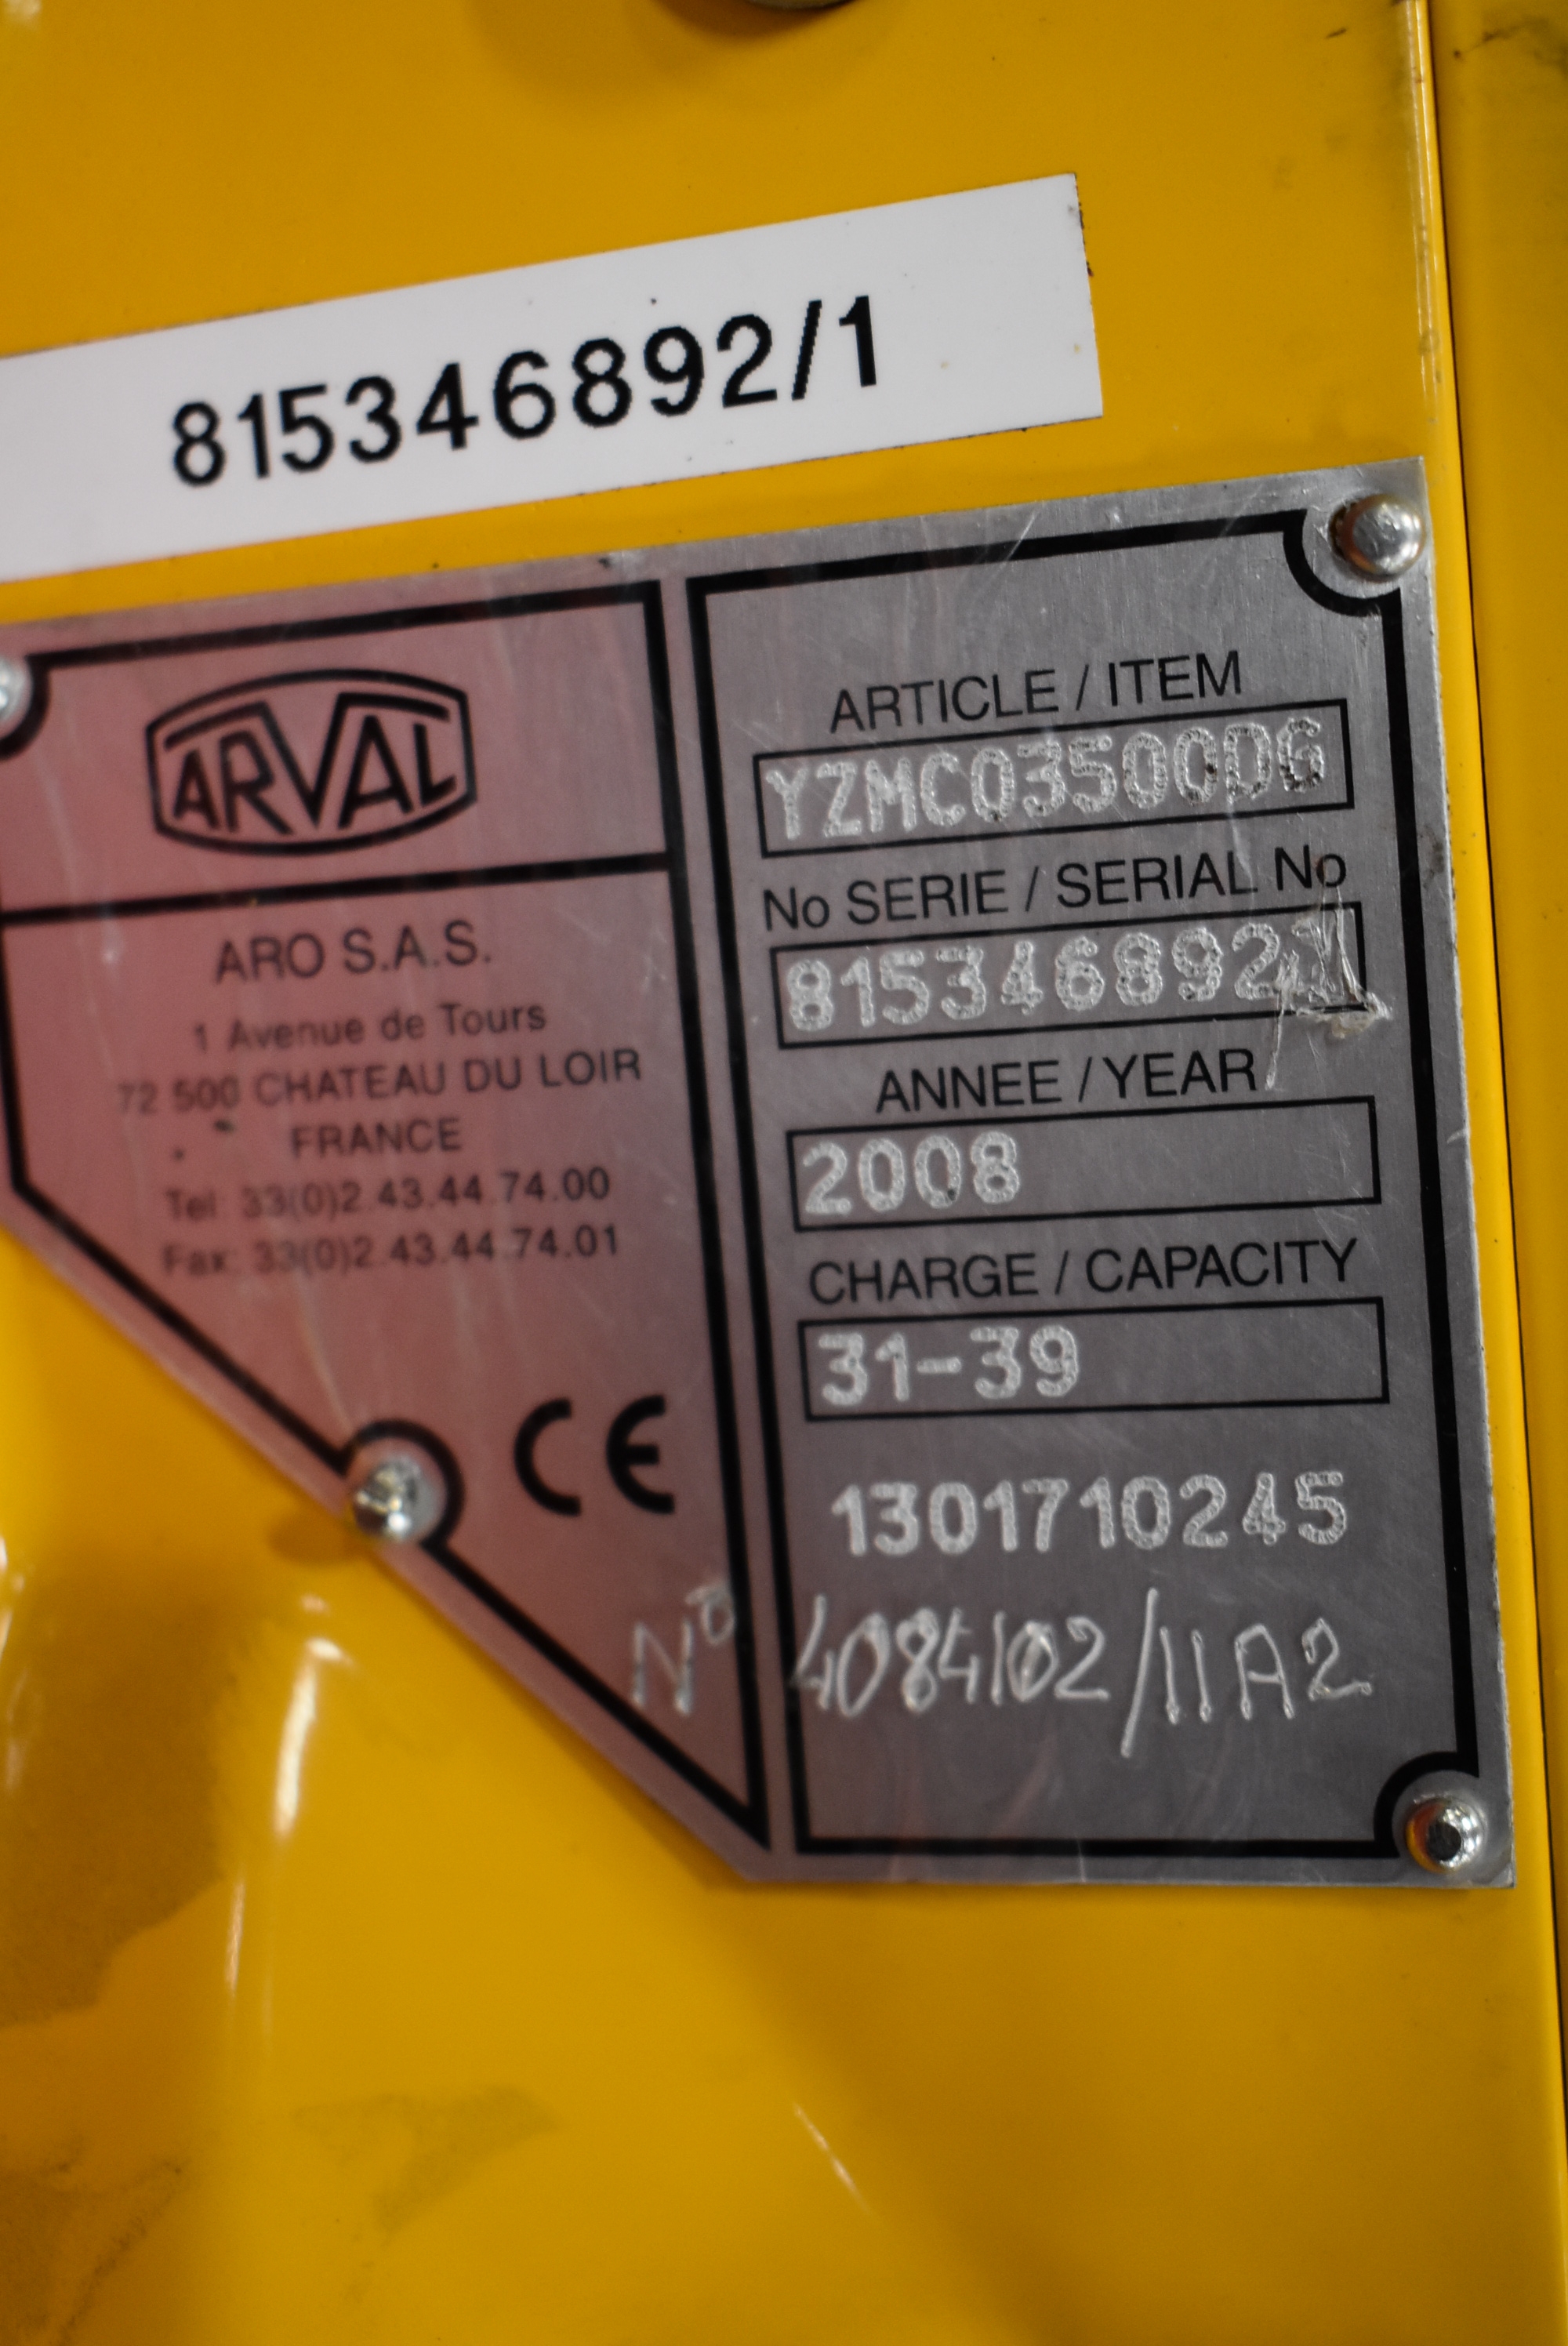 815346892/1
ARVAL
ARO S.A.S.
1 Avenue de Tours
72 500 CHATEAU DU LOIR
FRANCE
Tel: 33(0)2.43.44.74.00
Fax: 33(0)2.43.44.74.01
CE
ARTICLE / ITEM
YZMC03500DG
No SERIE / SERIAL No
815346892/1
ANNEE / YEAR
2008
CHARGE / CAPACITY
31-39
1301710245
N° 4084102/11A2